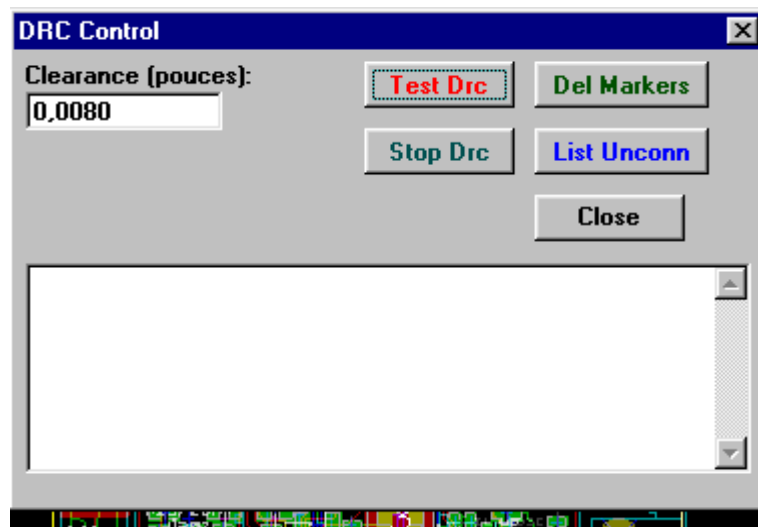 DRC Control
Clearance (pouces):
0,0080
Test Drc
Del Markers
Stop Drc
List Unconn
Close